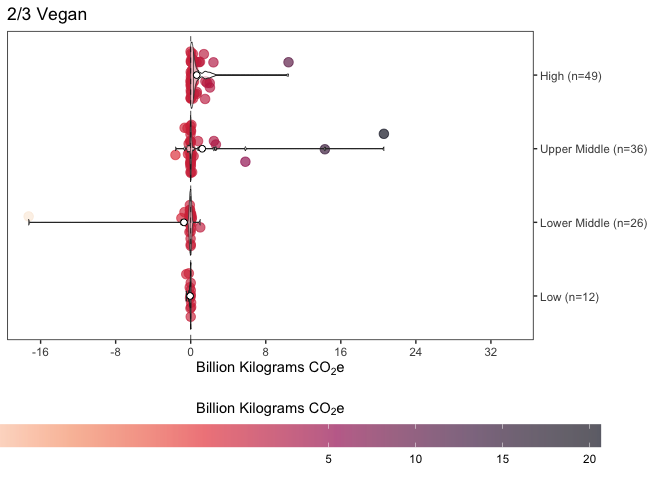 2/3 Vegan
High (n=49)
Upper Middle (n=36)
Lower Middle (n=26)
Low (n=12)
-16 -8 0 8 16 24 32
Billion Kilograms CO₂e
Billion Kilograms CO₂e
5 10 15 20